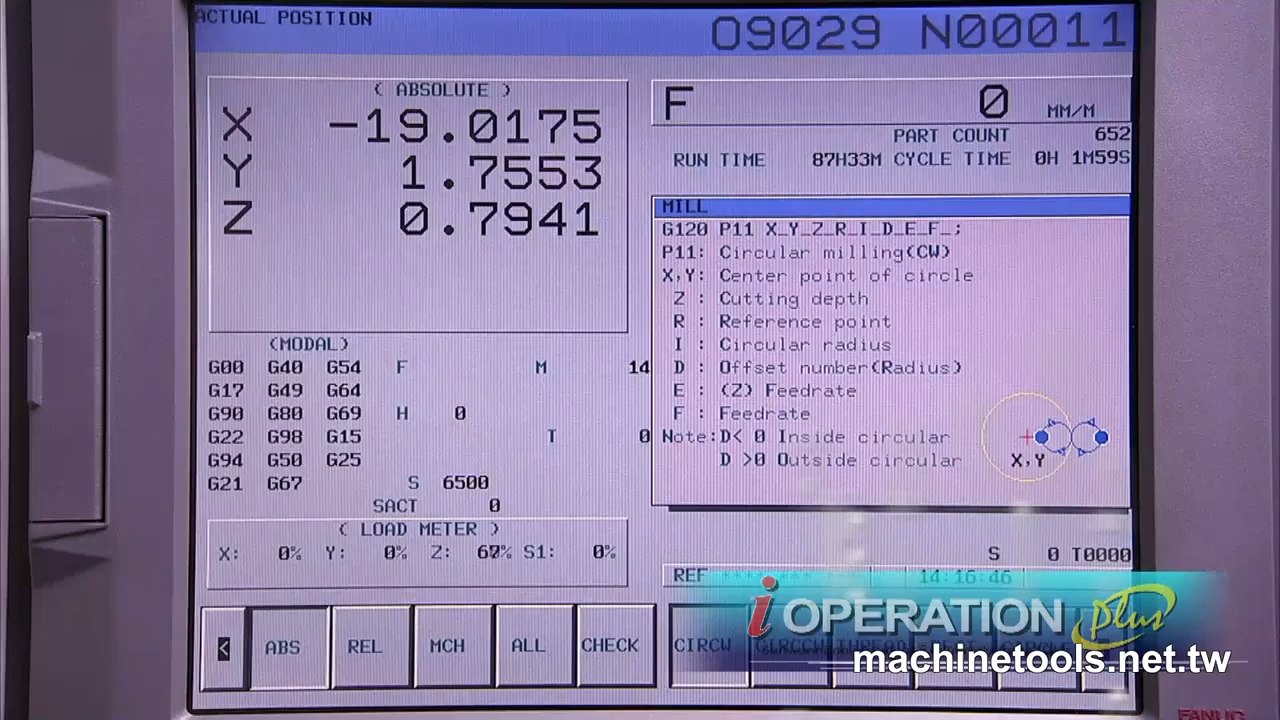 ACTUAL POSITION
O9029 N00011
( ABSOLUTE )
X -19.0175
Y 1.7553
Z 0.7941
F 0 MM/M
PART COUNT 652
RUN TIME 87H33M CYCLE TIME 0H 1M59S
MILL
G120 P11 X_Y_Z_R_I_D_E_F_;
P11: Circular milling(CW)
X,Y: Center point of circle
Z : Cutting depth
R : Reference point
I : Circular radius
D : Offset number(Radius)
E : (Z) Feedrate
F : Feedrate
Note:D< 0 Inside circular
D >0 Outside circular
X,Y
(MODAL)
G00 G40 G54 F M 14
G17 G49 G64
G90 G80 G69 H 0
G22 G98 G15 T 0
G94 G50 G25
G21 G67 S 6500
SACT 0
( LOAD METER )
X: 0% Y: 0% Z: % S1: 0%
S 0 T0000
REF 14:16:46
< ABS REL MCH ALL CHECK CIRCW
i OPERATION plus
machinetools.net.tw
FANUC